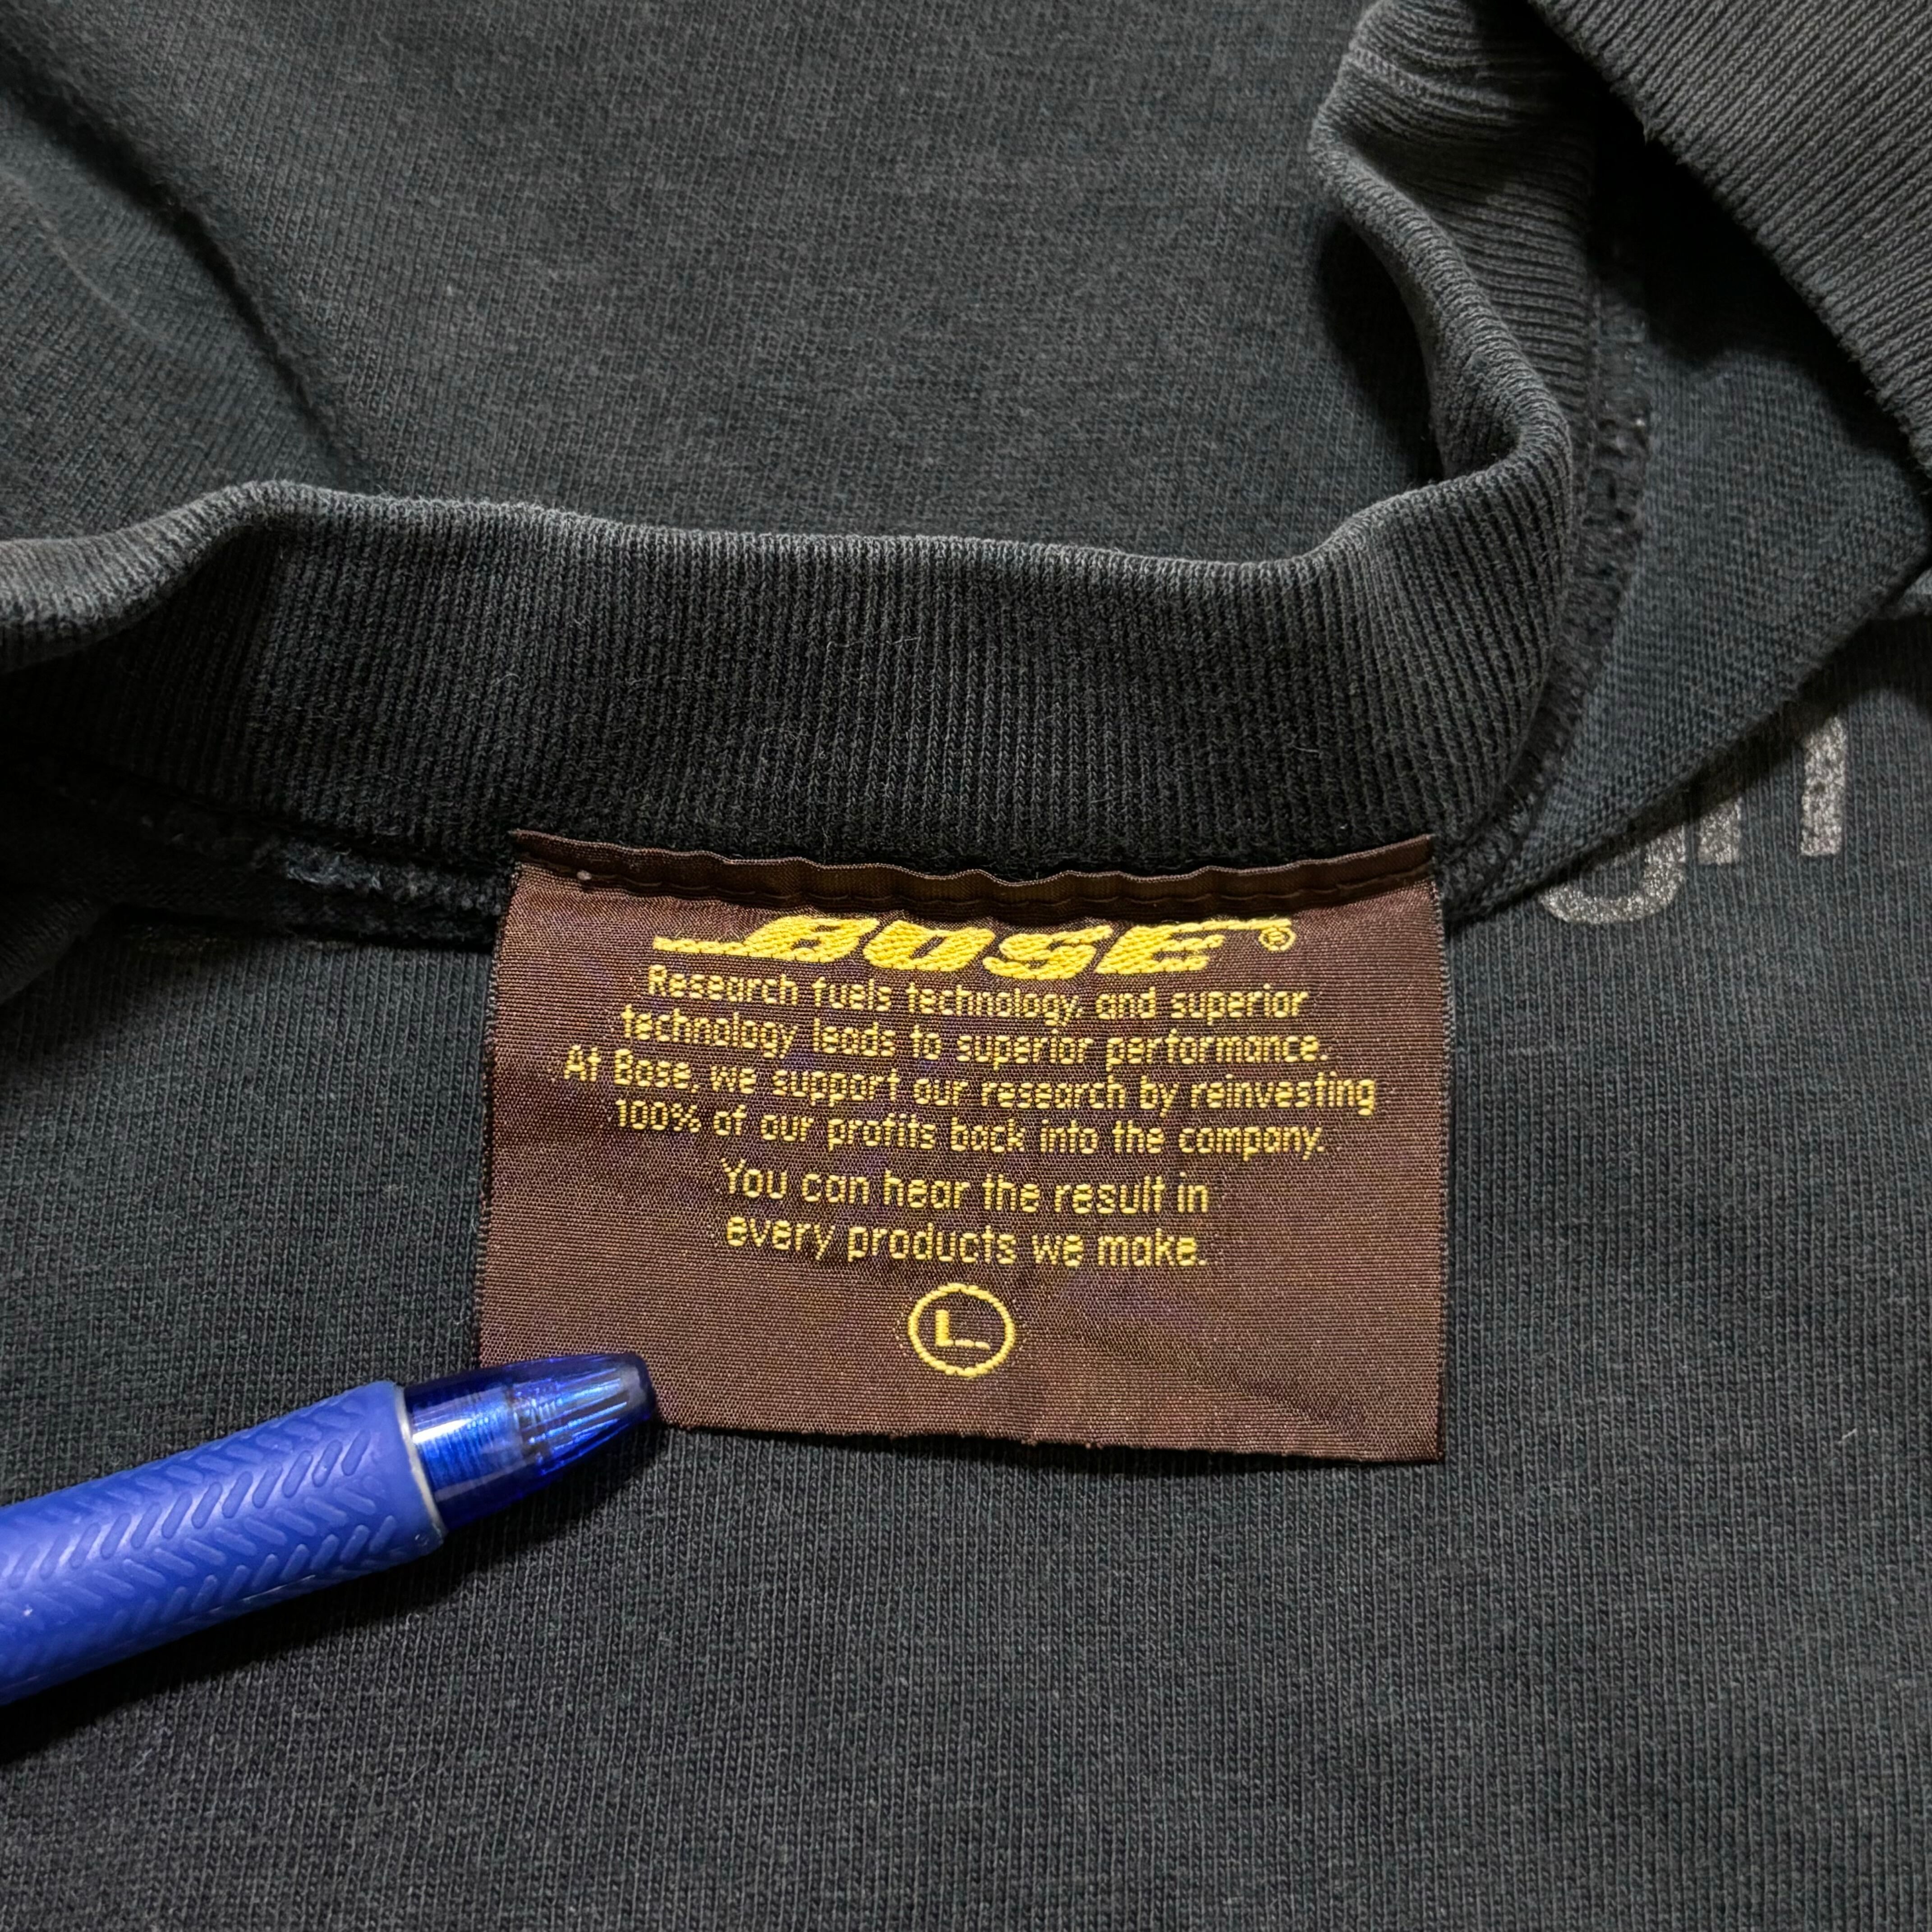 BOSE®
Research fuels technology, and superior
technology leads to superior performance.
At Bose, we support our research by reinvesting
100% of our profits back into the company.
You can hear the result in
every products we make.
L